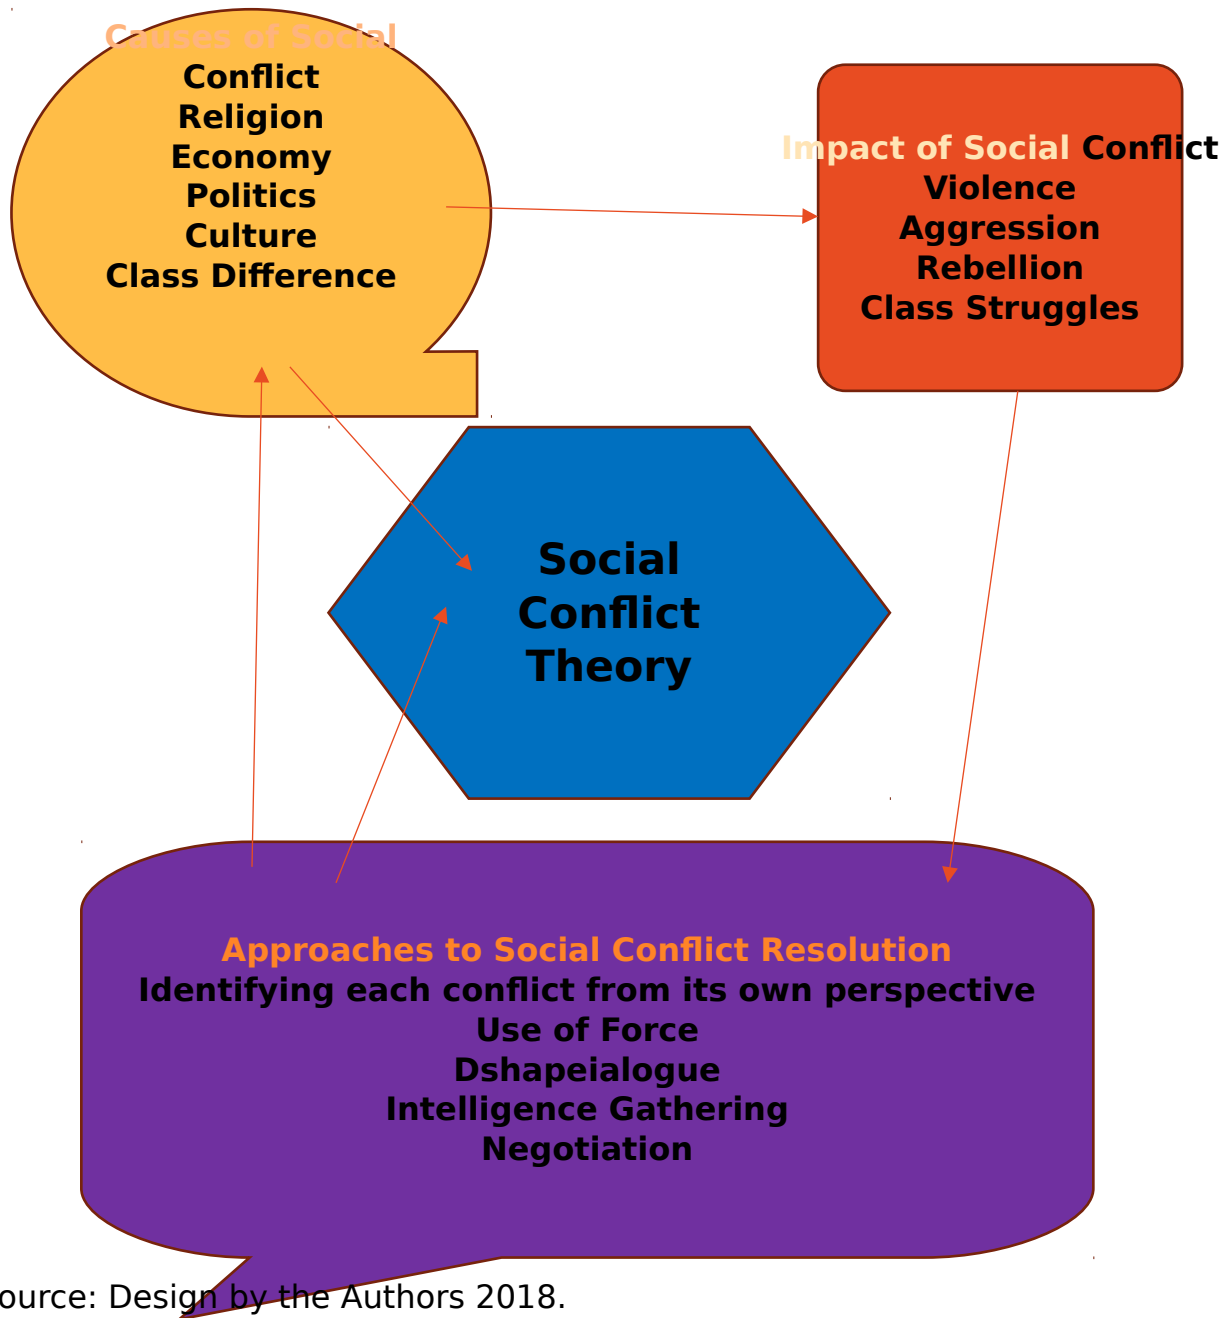 Causes of Social
Conflict
Religion
Economy
Politics
Culture
Class Difference
Impact of Social Conflict
Violence
Aggression
Rebellion
Class Struggles
Social
Conflict
Theory
Approaches to Social Conflict Resolution
Identifying each conflict from its own perspective
Use of Force
Dshapeialogue
Intelligence Gathering
Negotiation
ource: Design by the Authors 2018.